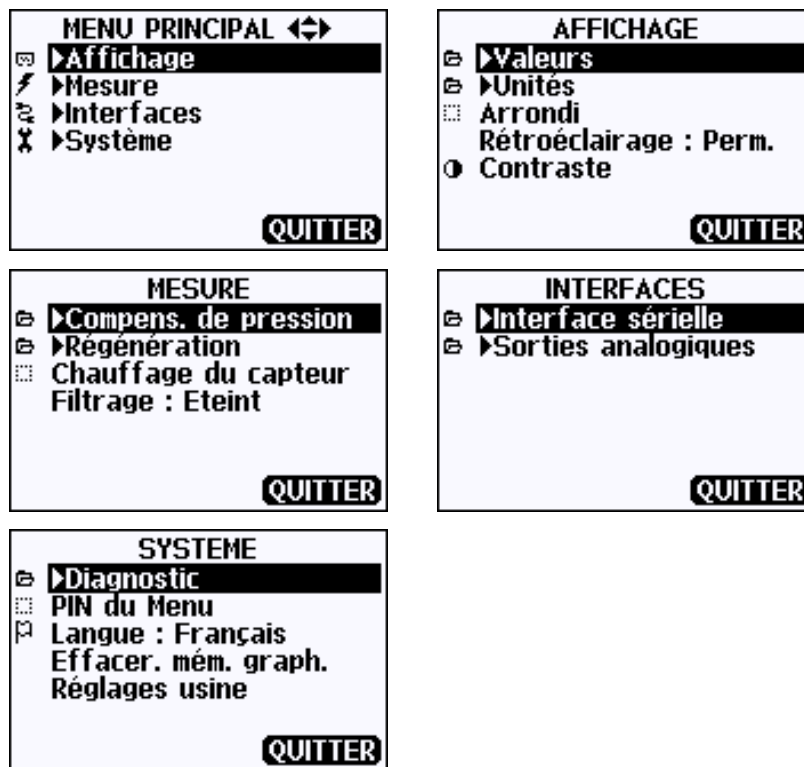 MENU PRINCIPAL
Affichage
Mesure
Interfaces
Système
QUITTER
AFFICHAGE
Valeurs
Unités
Arrondi
Rétroéclairage : Perm.
Contraste
QUITTER
MESURE
Compens. de pression
Régénération
Chauffage du capteur
Filtrage : Eteint
QUITTER
INTERFACES
Interface sérielle
Sorties analogiques
QUITTER
SYSTEME
Diagnostic
PIN du Menu
Langue : Français
Effacer. mém. graph.
Réglages usine
QUITTER